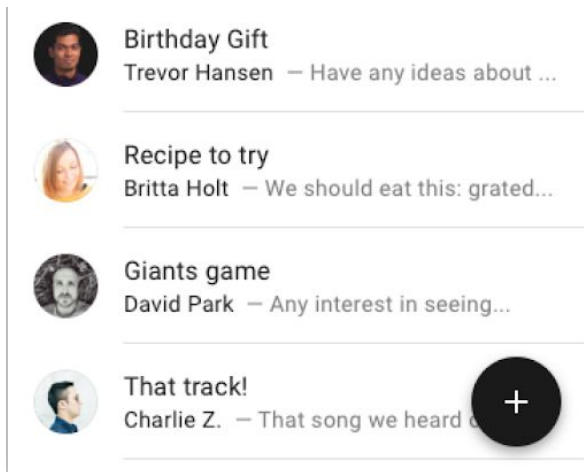 Birthday Gift
Trevor Hansen — Have any ideas about ...
Recipe to try
Britta Holt — We should eat this: grated...
Giants game
David Park — Any interest in seeing...
That track!
Charlie Z. — That song we heard
+